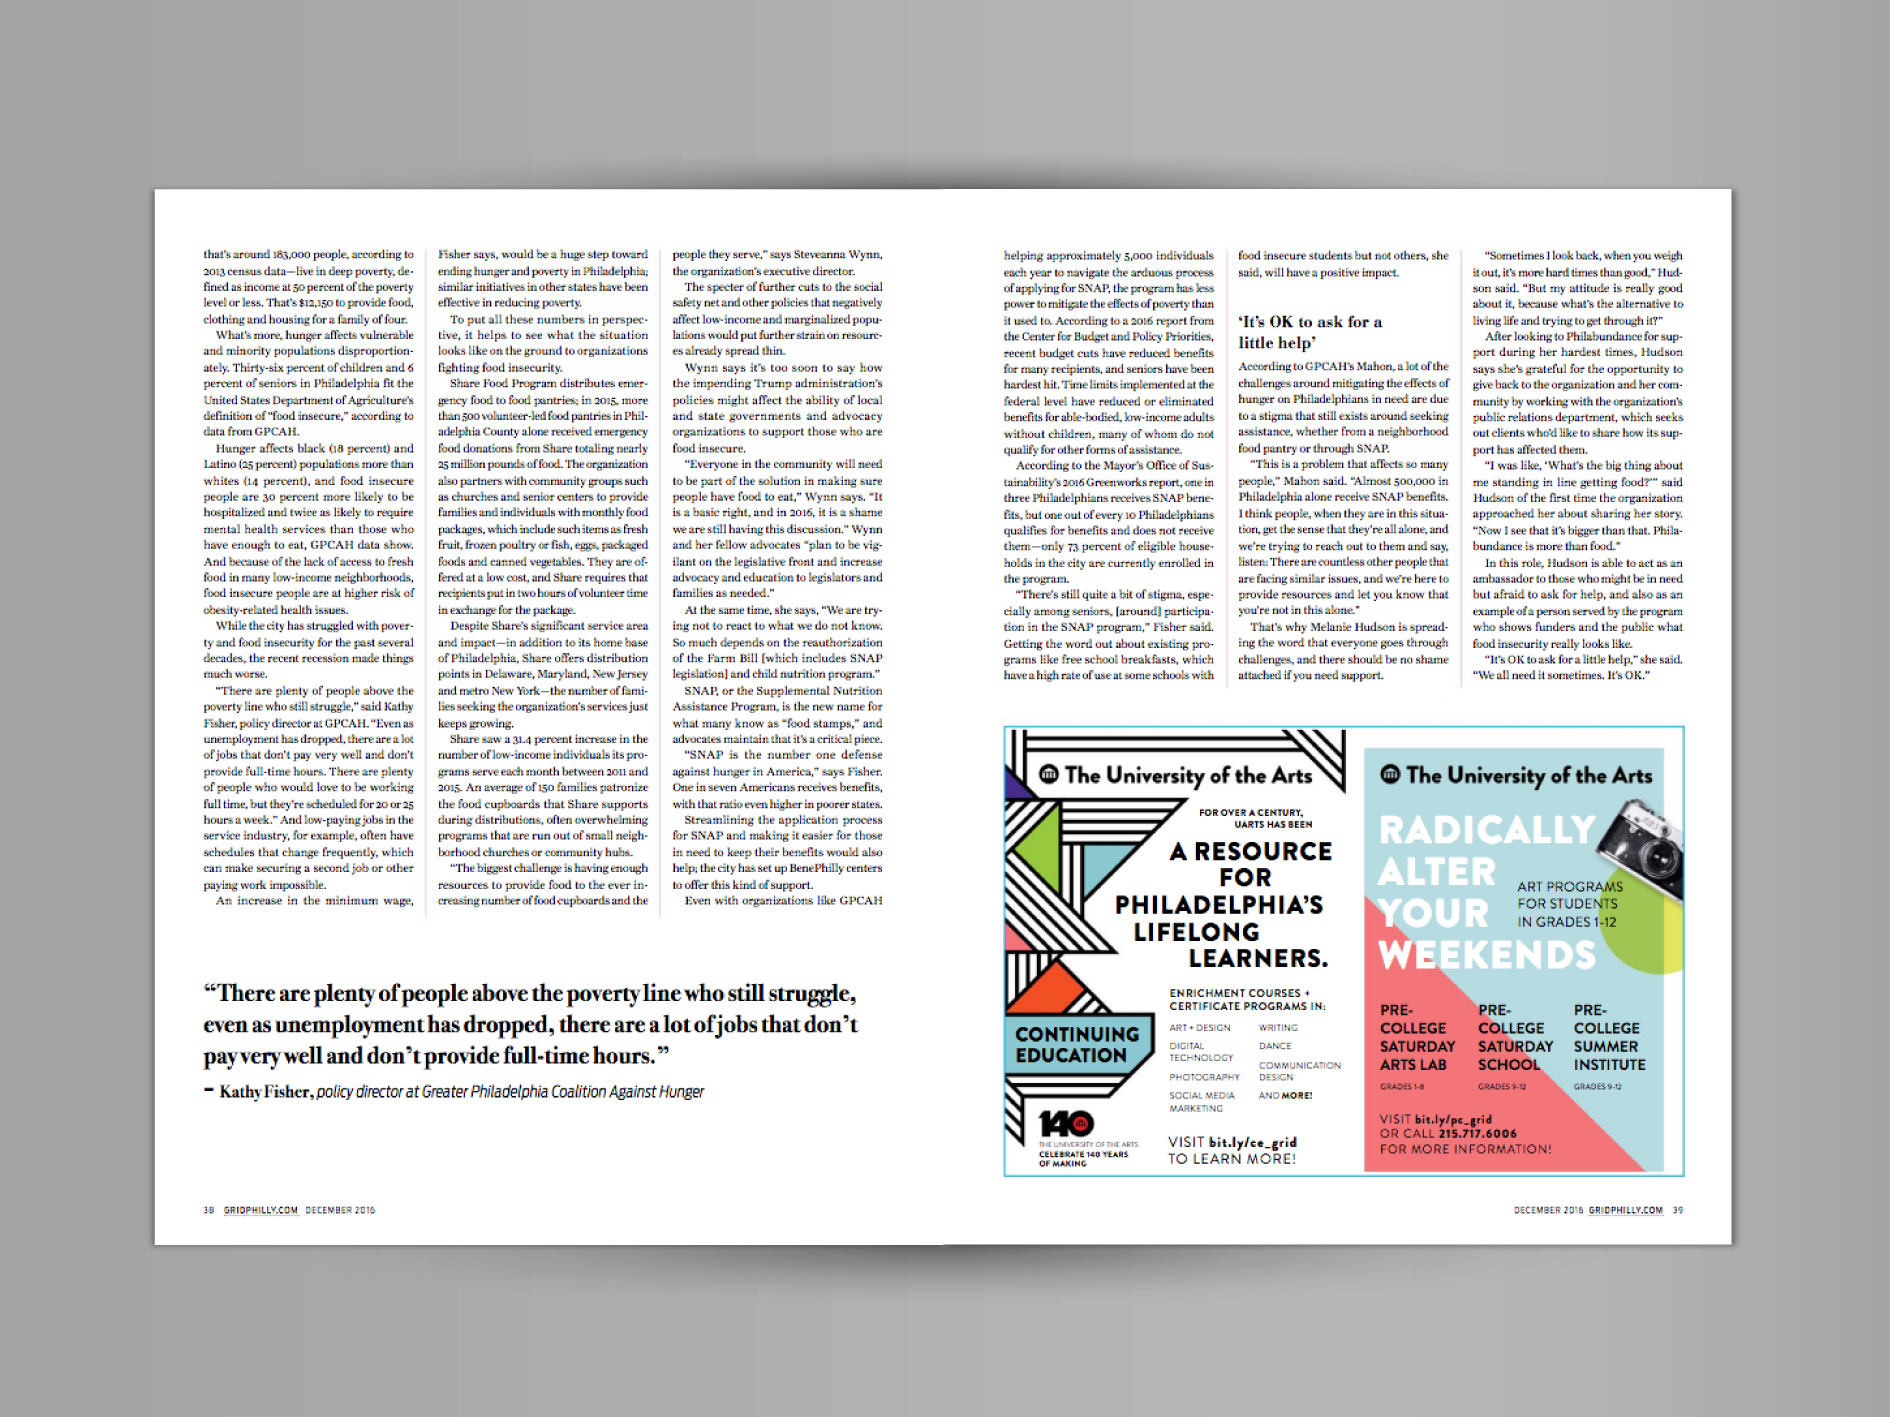 that's around 183,000 people, according to
2013 census data—live in deep poverty, de-
fined as income at 50 percent of the poverty
level or less. That's $12,150 to provide food,
clothing and housing for a family of four.
What's more, hunger affects vulnerable
and minority populations disproportion-
ately. Thirty-six percent of children and 6
percent of seniors in Philadelphia fit the
United States Department of Agriculture's
definition of "food insecure," according to
data from GPCAH.
Hunger affects black (18 percent) and
Latino (25 percent) populations more than
whites (14 percent), and food insecure
people are 30 percent more likely to be
hospitalized and twice as likely to require
mental health services than those who
have enough to eat, GPCAH data show.
And because of the lack of access to fresh
food in many low-income neighborhoods,
food insecure people are at higher risk of
obesity-related health issues.
While the city has struggled with pover-
ty and food insecurity for the past several
decades, the recent recession made things
much worse.
"There are plenty of people above the
poverty line who still struggle," said Kathy
Fisher, policy director at GPCAH. "Even as
unemployment has dropped, there are a lot
of jobs that don't pay very well and don't
provide full-time hours. There are plenty
of people who would love to be working
full time, but they're scheduled for 20 or 25
hours a week." And low-paying jobs in the
service industry, for example, often have
schedules that change frequently, which
can make securing a second job or other
paying work impossible.
An increase in the minimum wage,
Fisher says, would be a huge step toward
ending hunger and poverty in Philadelphia;
similar initiatives in other states have been
effective in reducing poverty.
To put all these numbers in perspec-
tive, it helps to see what the situation
looks like on the ground to organizations
fighting food insecurity.
Share Food Program distributes emer-
gency food to food pantries; in 2015, more
than 500 volunteer-led food pantries in Phil-
adelphia County alone received emergency
food donations from Share totaling nearly
25 million pounds of food. The organization
also partners with community groups such
as churches and senior centers to provide
families and individuals with monthly food
packages, which include such items as fresh
fruit, frozen poultry or fish, eggs, packaged
foods and canned vegetables. They are of-
fered at a low cost, and Share requires that
recipients put in two hours of volunteer time
in exchange for the package.
Despite Share's significant service area
and impact—in addition to its home base
of Philadelphia, Share offers distribution
points in Delaware, Maryland, New Jersey
and metro New York—the number of fami-
lies seeking the organization's services just
keeps growing.
Share saw a 31.4 percent increase in the
number of low-income individuals its pro-
grams serve each month between 2011 and
2015. An average of 150 families patronize
the food cupboards that Share supports
during distributions, often overwhelming
programs that are run out of small neigh-
borhood churches or community hubs.
"The biggest challenge is having enough
resources to provide food to the ever in-
creasing number of food cupboards and the
people they serve," says Steveanna Wynn,
the organization's executive director.
The specter of further cuts to the social
safety net and other policies that negatively
affect low-income and marginalized popu-
lations would put further strain on resourc-
es already spread thin.
Wynn says it's too soon to say how
the impending Trump administration's
policies might affect the ability of local
and state governments and advocacy
organizations to support those who are
food insecure.
"Everyone in the community will need
to be part of the solution in making sure
people have food to eat," Wynn says. "It
is a basic right, and in 2016, it is a shame
we are still having this discussion." Wynn
and her fellow advocates "plan to be vig-
ilant on the legislative front and increase
advocacy and education to legislators and
families as needed."
At the same time, she says, "We are try-
ing not to react to what we do not know.
So much depends on the reauthorization
of the Farm Bill [which includes SNAP
legislation] and child nutrition program."
SNAP, or the Supplemental Nutrition
Assistance Program, is the new name for
what many know as "food stamps," and
advocates maintain that it's a critical piece.
"SNAP is the number one defense
against hunger in America," says Fisher.
One in seven Americans receives benefits,
with that ratio even higher in poorer states.
Streamlining the application process
for SNAP and making it easier for those
in need to keep their benefits would also
help; the city has set up BenePhilly centers
to offer this kind of support.
Even with organizations like GPCAH
"There are plenty of people above the poverty line who still struggle,
even as unemployment has dropped, there are a lot of jobs that don't
pay very well and don't provide full-time hours."
– Kathy Fisher, policy director at Greater Philadelphia Coalition Against Hunger
38 GRIDPHILLY.COM DECEMBER 2016
helping approximately 5,000 individuals
each year to navigate the arduous process
of applying for SNAP, the program has less
power to mitigate the effects of poverty than
it used to. According to a 2016 report from
the Center for Budget and Policy Priorities,
recent budget cuts have reduced benefits
for many recipients, and seniors have been
hardest hit. Time limits implemented at the
federal level have reduced or eliminated
benefits for able-bodied, low-income adults
without children, many of whom do not
qualify for other forms of assistance.
According to the Mayor's Office of Sus-
tainability's 2016 Greenworks report, one in
three Philadelphians receives SNAP bene-
fits, but one out of every 10 Philadelphians
qualifies for benefits and does not receive
them—only 73 percent of eligible house-
holds in the city are currently enrolled in
the program.
"There's still quite a bit of stigma, espe-
cially among seniors, [around] participa-
tion in the SNAP program," Fisher said.
Getting the word out about existing pro-
grams like free school breakfasts, which
have a high rate of use at some schools with
food insecure students but not others, she
said, will have a positive impact.
'It's OK to ask for a
little help'
According to GPCAH's Mahon, a lot of the
challenges around mitigating the effects of
hunger on Philadelphians in need are due
to a stigma that still exists around seeking
assistance, whether from a neighborhood
food pantry or through SNAP.
"This is a problem that affects so many
people," Mahon said. "Almost 500,000 in
Philadelphia alone receive SNAP benefits.
I think people, when they are in this situa-
tion, get the sense that they're all alone, and
we're trying to reach out to them and say,
listen: There are countless other people that
are facing similar issues, and we're here to
provide resources and let you know that
you're not in this alone."
That's why Melanie Hudson is spread-
ing the word that everyone goes through
challenges, and there should be no shame
attached if you need support.
"Sometimes I look back, when you weigh
it out, it's more hard times than good," Hud-
son said. "But my attitude is really good
about it, because what's the alternative to
living life and trying to get through it?"
After looking to Philabundance for sup-
port during her hardest times, Hudson
says she's grateful for the opportunity to
give back to the organization and her com-
munity by working with the organization's
public relations department, which seeks
out clients who'd like to share how its sup-
port has affected them.
"I was like, 'What's the big thing about
me standing in line getting food?'" said
Hudson of the first time the organization
approached her about sharing her story.
"Now I see that it's bigger than that. Phila-
bundance is more than food."
In this role, Hudson is able to act as an
ambassador to those who might be in need
but afraid to ask for help, and also as an
example of a person served by the program
who shows funders and the public what
food insecurity really looks like.
"It's OK to ask for a little help," she said.
"We all need it sometimes. It's OK."
The University of the Arts
FOR OVER A CENTURY,
UARTS HAS BEEN
A RESOURCE
FOR
PHILADELPHIA'S
LIFELONG
LEARNERS.
CONTINUING
EDUCATION
ENRICHMENT COURSES +
CERTIFICATE PROGRAMS IN:
ART + DESIGN
DIGITAL
TECHNOLOGY
PHOTOGRAPHY
SOCIAL MEDIA
MARKETING
WRITING
DANCE
COMMUNICATION
DESIGN
AND MORE!
140
THE UNIVERSITY OF THE ARTS
CELEBRATE 140 YEARS
OF MAKING
VISIT bit.ly/ce_grid
TO LEARN MORE!
The University of the Arts
RADICALLY
ALTER
YOUR
WEEKENDS
ART PROGRAMS
FOR STUDENTS
IN GRADES 1-12
PRE-
COLLEGE
SATURDAY
ARTS LAB
GRADES 1-8
PRE-
COLLEGE
SATURDAY
SCHOOL
GRADES 9-12
PRE-
COLLEGE
SUMMER
INSTITUTE
GRADES 9-12
VISIT bit.ly/pc_grid
OR CALL 215.717.6006
FOR MORE INFORMATION!
DECEMBER 2016 GRIDPHILLY.COM 39